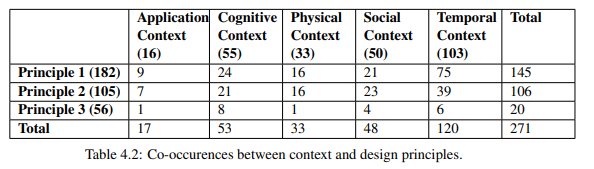 Application Cognitive Physical Social Temporal Total
Context Context Context Context Context
(16) (55) (33) (50) (103)
Principle 1 (182) 9 24 16 21 75 145
Principle 2 (105) 7 21 16 23 39 106
Principle 3 (56) 1 8 1 4 6 20
Total 17 53 33 48 120 271
Table 4.2: Co-occurences between context and design principles.